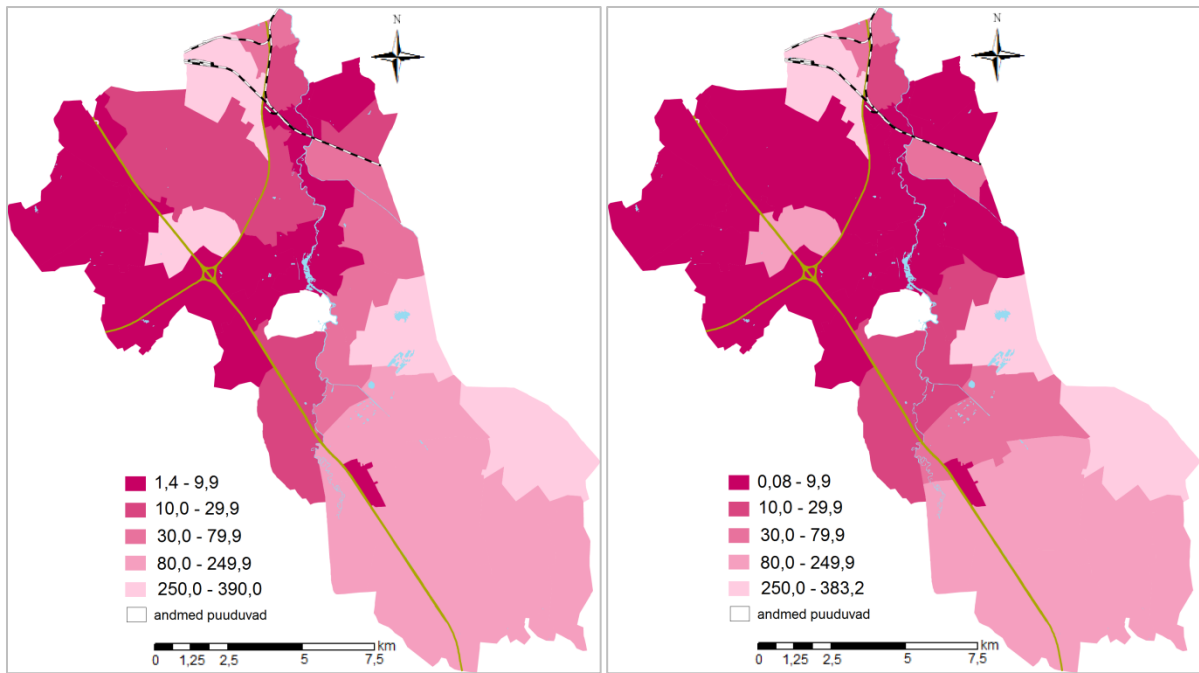 N
1,4 - 9,9
10,0 - 29,9
30,0 - 79,9
80,0 - 249,9
250,0 - 390,0
andmed puuduvad
km
0 1,25 2,5 5 7,5
N
0,08 - 9,9
10,0 - 29,9
30,0 - 79,9
80,0 - 249,9
250,0 - 383,2
andmed puuduvad
km
0 1,25 2,5 5 7,5